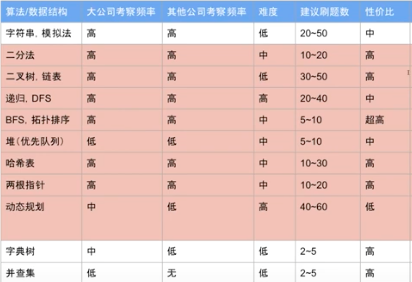 算法/数据结构 大公司考察频率 其他公司考察频率 难度 建议刷题数 性价比
字符串, 模拟法 高 高 低 20~50 中
二分法 高 高 中 10~20 高
二叉树, 链表 高 高 低 30~50 高
递归, DFS 高 高 高 20~40 中
BFS, 拓扑排序 高 高 中 5~10 超高
堆(优先队列) 低 低 中 5~10 中
哈希表 高 高 中 10~30 高
两根指针 高 高 中 10~20 高
动态规划 中 低 高 40~60 低
字典树 中 低 低 2~5 高
并查集 低 无 低 2~5 高